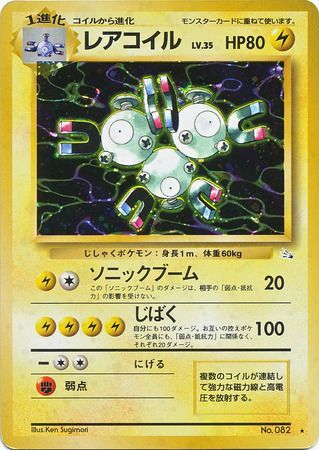 1進化 コイルから進化 モンスターカードに重ねて使います。
レアコイル LV.35 HP80
じしゃくポケモン：身長1m、体重60kg
ソニックブーム 20
この「ソニックブーム」のダメージは、相手の「弱点・抵抗
力」の影響を受けない。
じばく 100
自分にも100ダメージ。お互いの控えポケ
モン全員にも、「弱点・抵抗力」に関係なく、
それぞれ20ダメージ。
にげる
弱点
複数のコイルが連結し
て強力な磁力線と高電
圧を放射する。
Illus.Ken Sugimori No.082